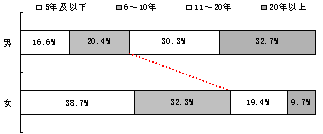 5年及以下 6～10年 11～20年 20年以上
男 16.6% 20.4% 30.3% 32.7%
女 38.7% 32.3% 19.4% 9.7%